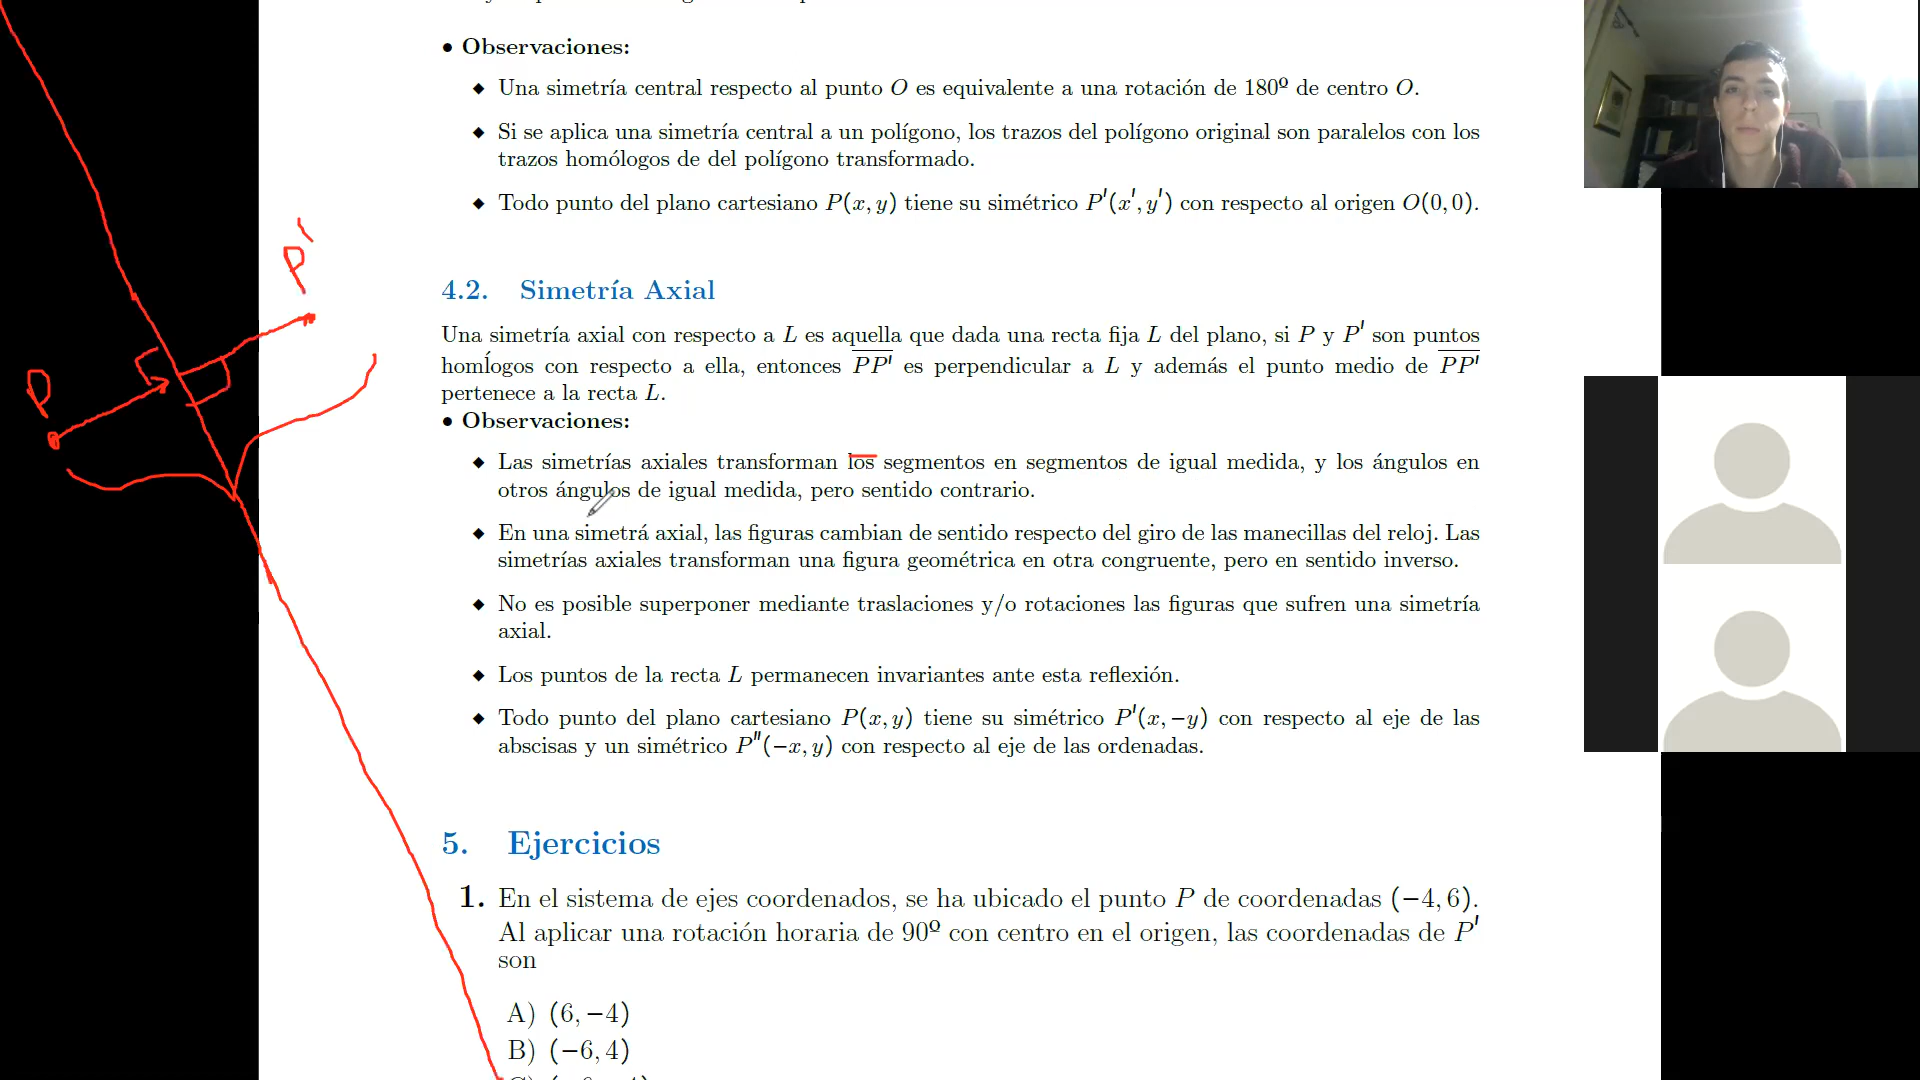 • Observaciones:
◆ Una simetría central respecto al punto O es equivalente a una rotación de 180º de centro O.
◆ Si se aplica una simetría central a un polígono, los trazos del polígono original son paralelos con los
trazos homólogos de del polígono transformado.
◆ Todo punto del plano cartesiano P(x, y) tiene su simétrico P'(x', y') con respecto al origen O(0, 0).
P'
4.2. Simetría Axial
Una simetría axial con respecto a L es aquella que dada una recta fija L del plano, si P y P' son puntos
homĺogos con respecto a ella, entonces PP' es perpendicular a L y además el punto medio de PP'
pertenece a la recta L.
P
• Observaciones:
◆ Las simetrías axiales transforman los segmentos en segmentos de igual medida, y los ángulos en
otros ángulos de igual medida, pero sentido contrario.
◆ En una simetrá axial, las figuras cambian de sentido respecto del giro de las manecillas del reloj. Las
simetrías axiales transforman una figura geométrica en otra congruente, pero en sentido inverso.
◆ No es posible superponer mediante traslaciones y/o rotaciones las figuras que sufren una simetría
axial.
◆ Los puntos de la recta L permanecen invariantes ante esta reflexión.
◆ Todo punto del plano cartesiano P(x, y) tiene su simétrico P'(x, −y) con respecto al eje de las
abscisas y un simétrico P''(−x, y) con respecto al eje de las ordenadas.
5. Ejercicios
1. En el sistema de ejes coordenados, se ha ubicado el punto P de coordenadas (−4, 6).
Al aplicar una rotación horaria de 90º con centro en el origen, las coordenadas de P'
son
A) (6, −4)
B) (−6, 4)